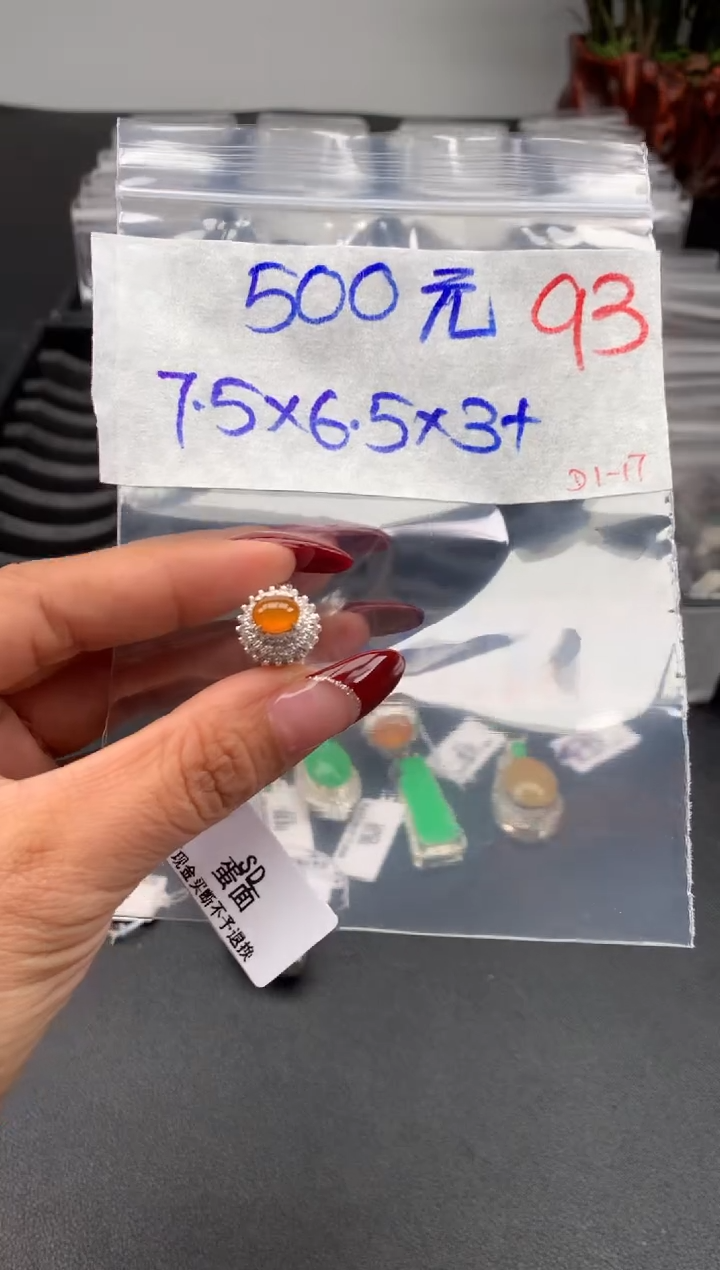 500元 93
7.5×6.5×3+
D1-17
SD
蛋面
现金买断不予退换